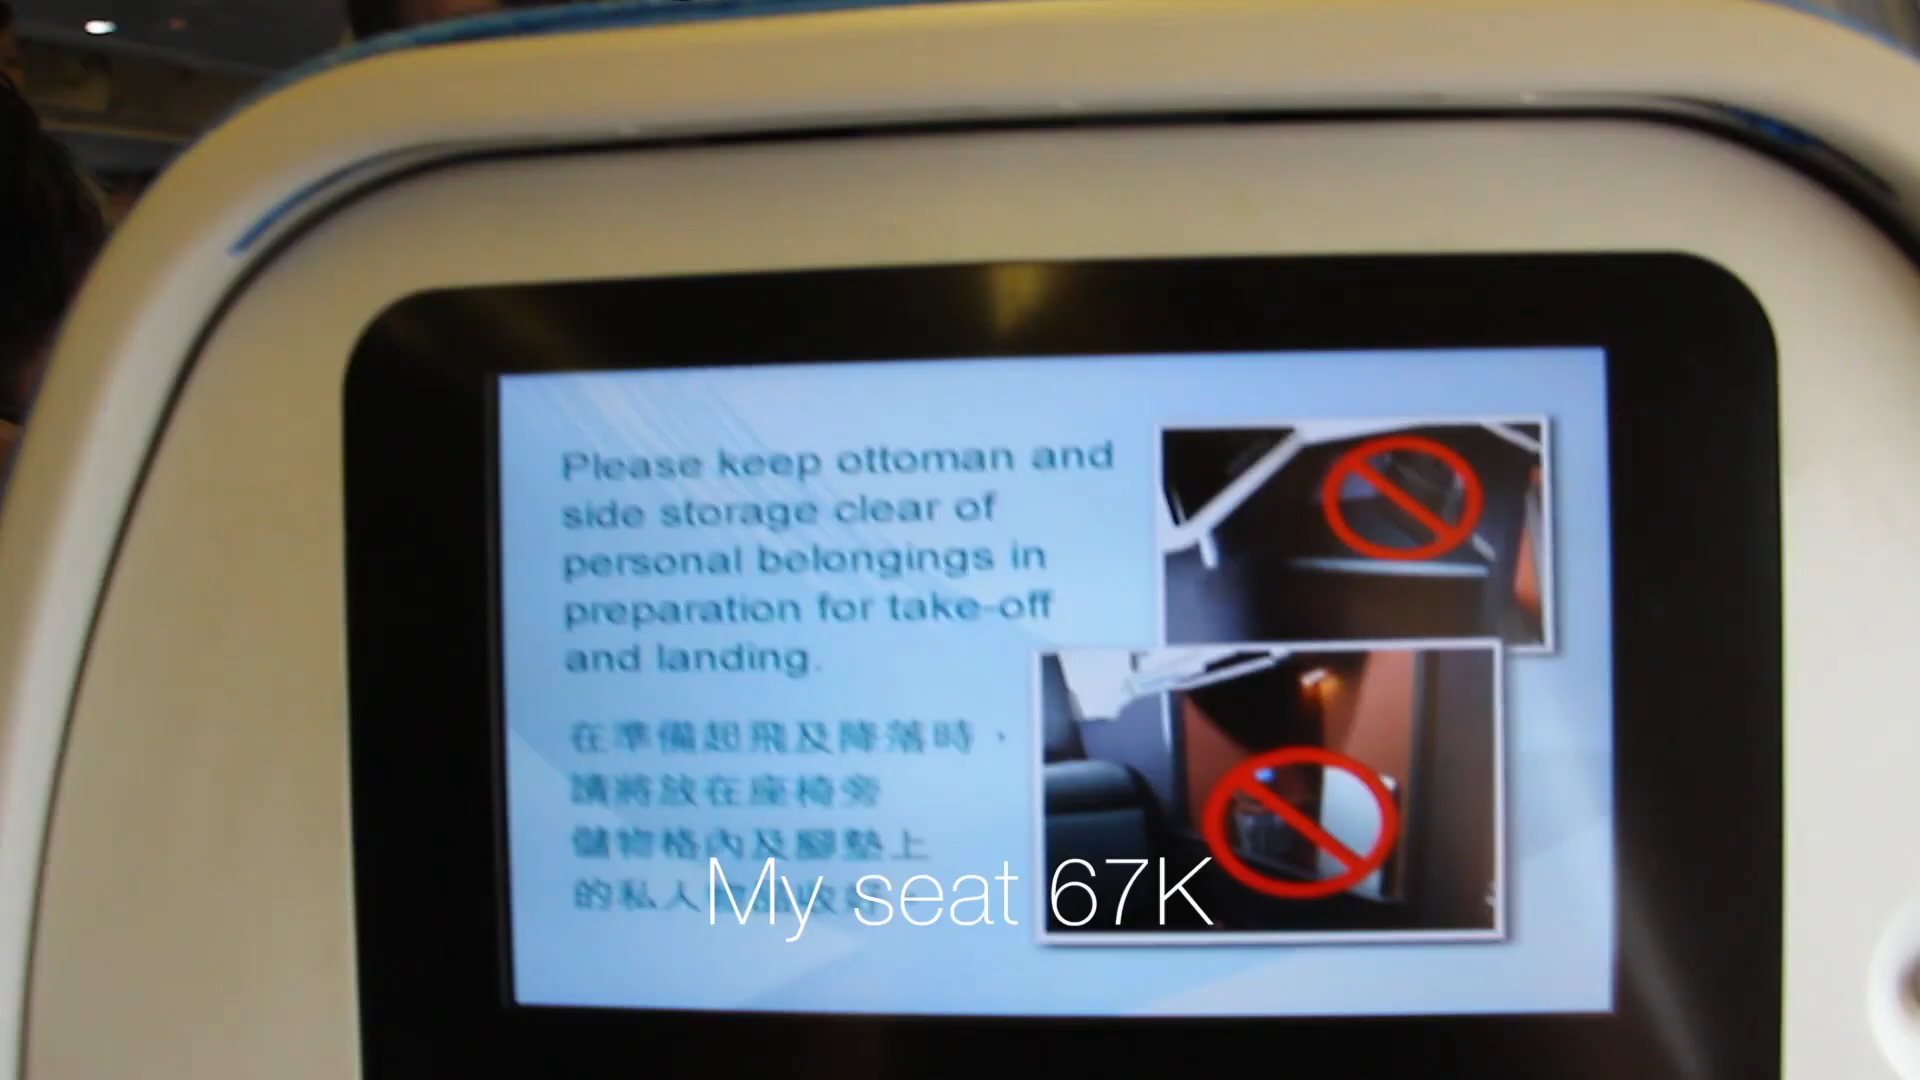 Please keep ottoman and
side storage clear of
personal belongings in
preparation for take-off
and landing.
在準備起飛及降落時，
請將放在座椅旁
儲物格內及腳墊上
的私人
收好
My seat 67K